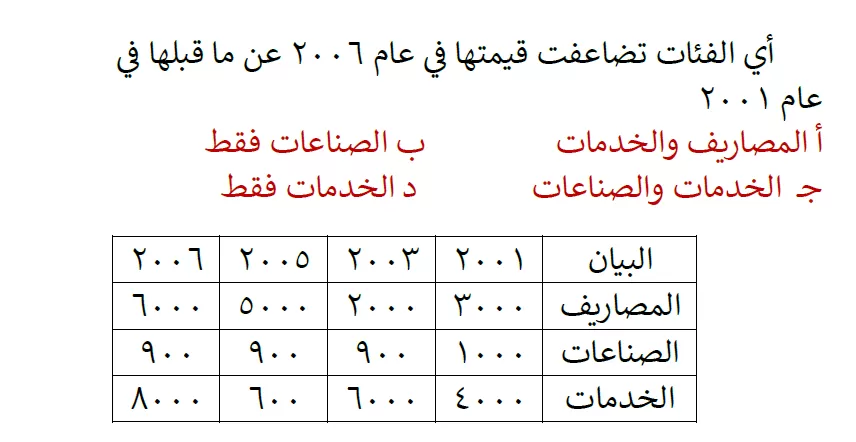 أي الفئات تضاعفت قيمتها في عام ٢٠٠٦ عن ما قبلها في
عام ٢٠٠١
أ المصاريف والخدمات ب الصناعات فقط
جـ الخدمات والصناعات د الخدمات فقط
البيان ٢٠٠١ ٢٠٠٣ ٢٠٠٥ ٢٠٠٦
المصاريف ٣٠٠٠ ٢٠٠٠ ٥٠٠٠ ٦٠٠٠
الصناعات ١٠٠٠ ٩٠٠ ٩٠٠ ٩٠٠
الخدمات ٤٠٠٠ ٦٠٠٠ ٦٠٠ ٨٠٠٠